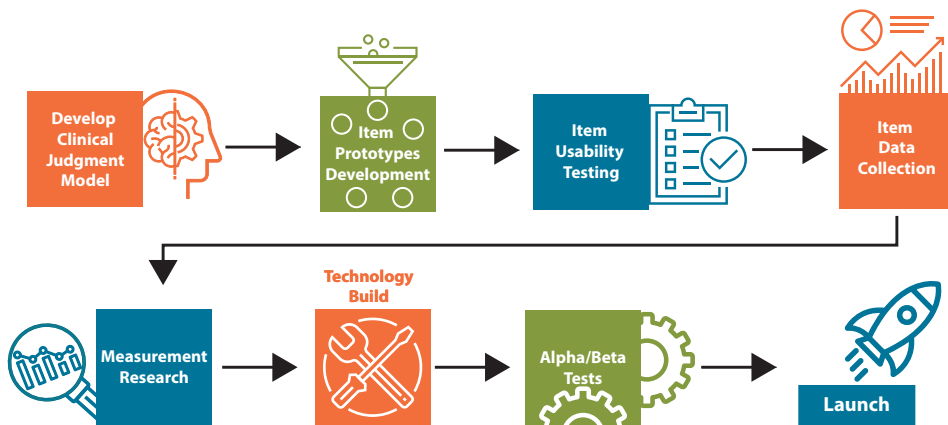 Develop
Clinical
Judgment
Model
Item
Prototypes
Development
Item
Usability
Testing
Item
Data
Collection
Measurement
Research
Technology
Build
Alpha/Beta
Tests
Launch